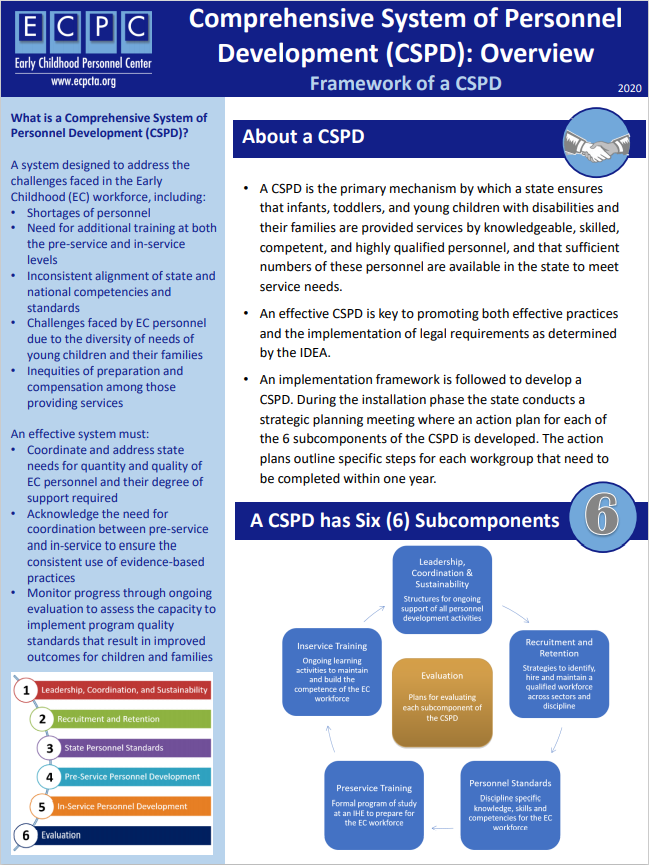 E C P C
Early Childhood Personnel Center
www.ecpcta.org
Comprehensive System of Personnel
Development (CSPD): Overview
Framework of a CSPD
2020
What is a Comprehensive System of
Personnel Development (CSPD)?
A system designed to address the
challenges faced in the Early
Childhood (EC) workforce, including:
• Shortages of personnel
• Need for additional training at both
the pre-service and in-service
levels
• Inconsistent alignment of state and
national competencies and
standards
• Challenges faced by EC personnel
due to the diversity of needs of
young children and their families
• Inequities of preparation and
compensation among those
providing services
An effective system must:
• Coordinate and address state
needs for quantity and quality of
EC personnel and their degree of
support required
• Acknowledge the need for
coordination between pre-service
and in-service to ensure the
consistent use of evidence-based
practices
• Monitor progress through ongoing
evaluation to assess the capacity to
implement program quality
standards that result in improved
outcomes for children and families
1 Leadership, Coordination, and Sustainability
2 Recruitment and Retention
3 State Personnel Standards
4 Pre-Service Personnel Development
5 In-Service Personnel Development
6 Evaluation
About a CSPD
• A CSPD is the primary mechanism by which a state ensures
that infants, toddlers, and young children with disabilities and
their families are provided services by knowledgeable, skilled,
competent, and highly qualified personnel, and that sufficient
numbers of these personnel are available in the state to meet
service needs.
• An effective CSPD is key to promoting both effective practices
and the implementation of legal requirements as determined
by the IDEA.
• An implementation framework is followed to develop a
CSPD. During the installation phase the state conducts a
strategic planning meeting where an action plan for each of
the 6 subcomponents of the CSPD is developed. The action
plans outline specific steps for each workgroup that need to
be completed within one year.
A CSPD has Six (6) Subcomponents
6
Leadership,
Coordination &
Sustainability
Structures for ongoing
support of all personnel
development activities
Recruitment and
Retention
Strategies to identify,
hire and maintain a
qualified workforce
across sectors and
discipline
Personnel Standards
Discipline specific
knowledge, skills and
competencies for the EC
workforce
Preservice Training
Formal program of study
at an IHE to prepare for
the EC workforce
Inservice Training
Ongoing learning
activities to maintain
and build the
competence of the EC
workforce
Evaluation
Plans for evaluating
each subcomponent of
the CSPD